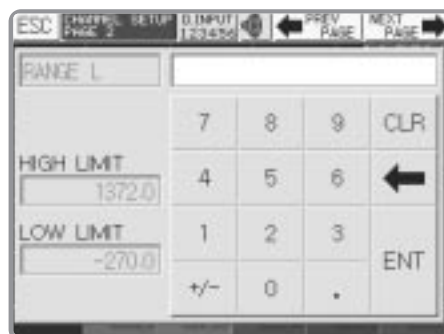 ESC CHANNEL SETUP D.INPUT PREV NEXT
PAGE 2 123456 PAGE PAGE
RANGE L
7 8 9 CLR
HIGH LIMIT
1372.0
4 5 6
LOW LIMIT
-270.0
1 2 3
ENT
+/- 0 .